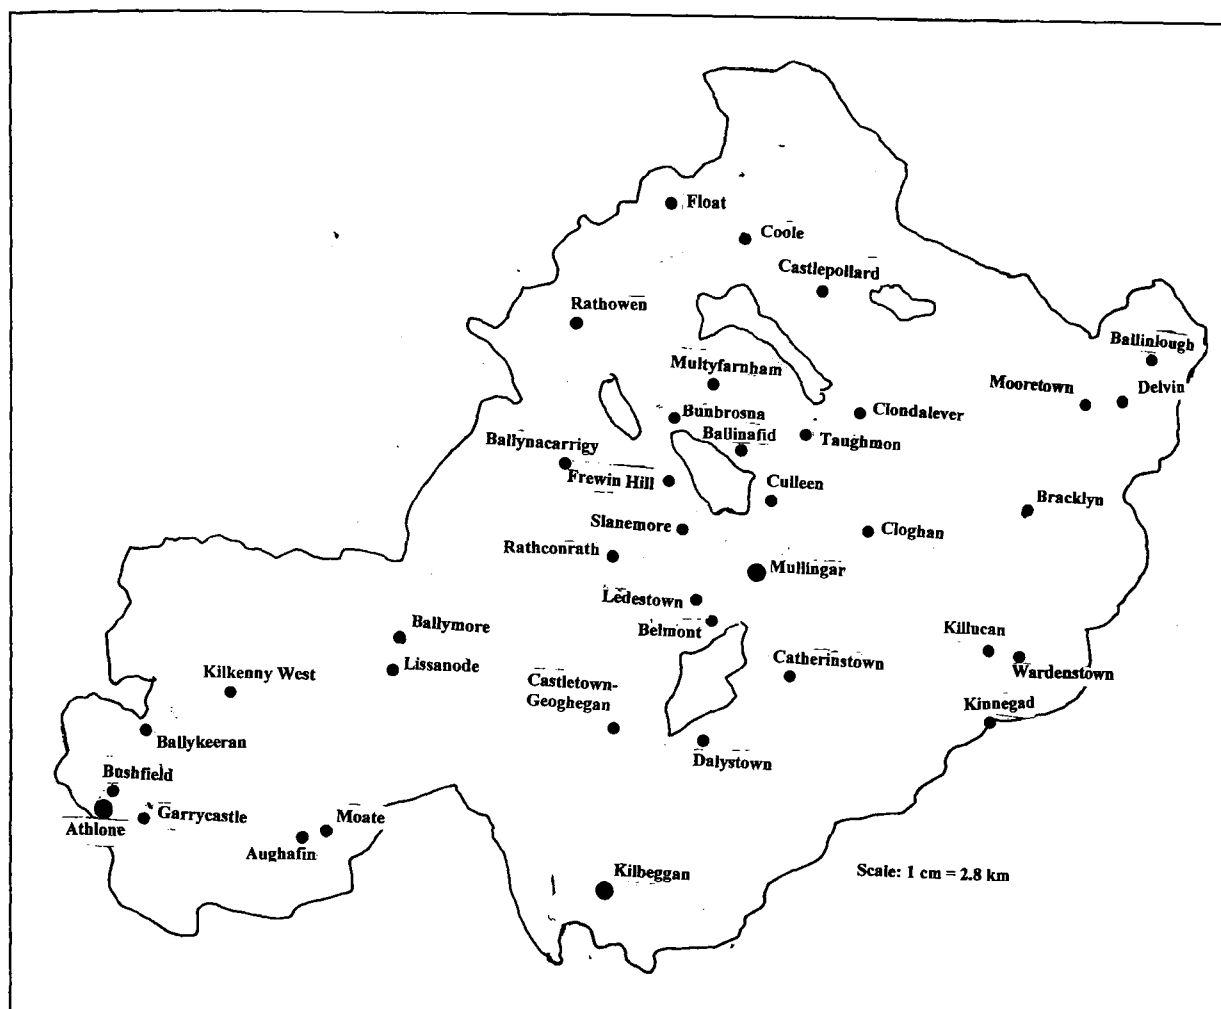 Float
Coole
Castlepollard
Rathowen
Ballinlough
Multyfarnham
Mooretown
Delvin
Bunbrosna
Clondalever
Ballinafid
Taughmon
Ballynacarrigy
Frewin Hill
Culleen
Bracklyn
Slanemore
Cloghan
Rathconrath
Mullingar
Ledestown
Belmont
Ballymore
Killucan
Lissanode
Catherinstown
Wardenstown
Kilkenny West
Castletown-
Geoghegan
Kinnegad
Ballykeeran
Dalystown
Bushfield
Garrycastle
Moate
Athlone
Aughafin
Kilbeggan
Scale: 1 cm = 2.8 km